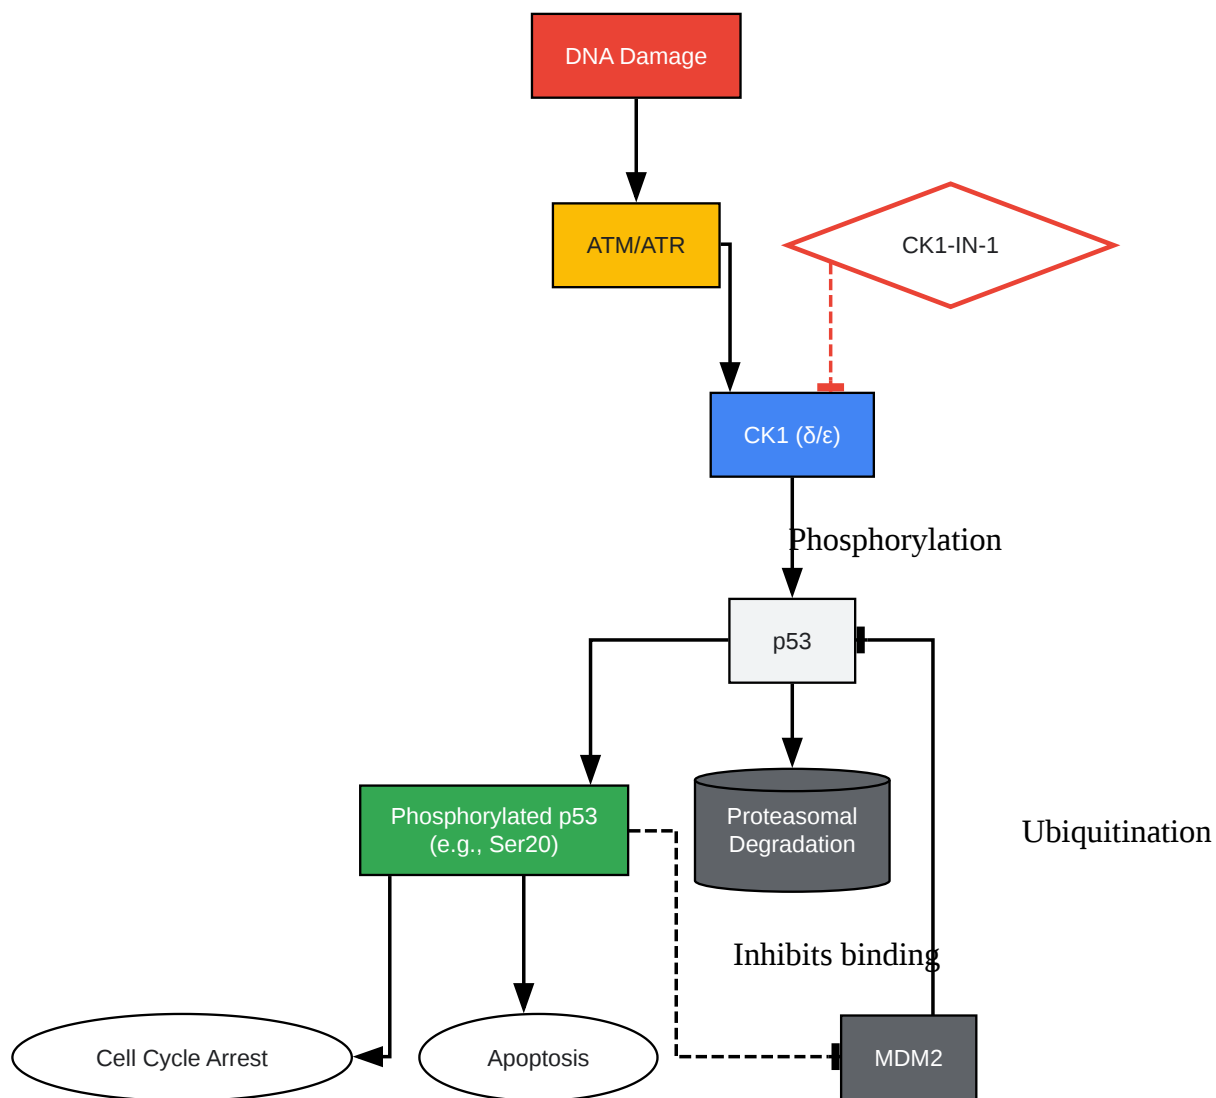 DNA Damage
ATM/ATR
CK1-IN-1
CK1 (δ/ε)
Phosphorylation
p53
Phosphorylated p53
(e.g., Ser20)
Proteasomal
Degradation
Ubiquitination
Inhibits binding
Cell Cycle Arrest
Apoptosis
MDM2